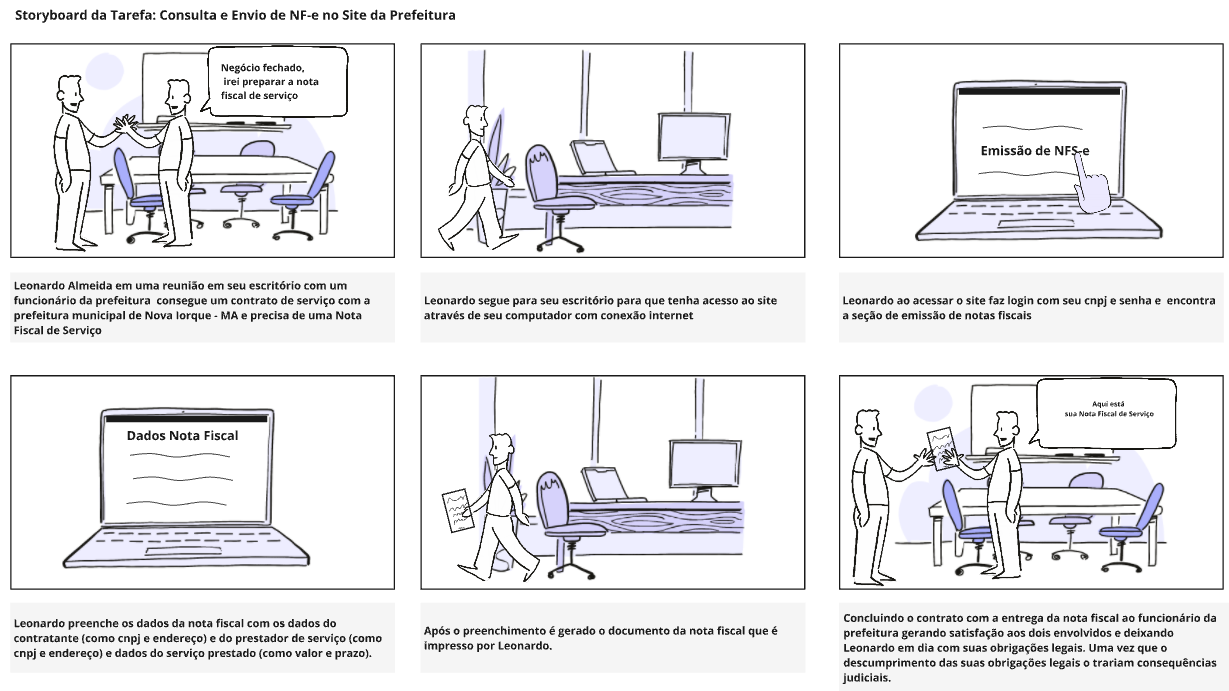 Storyboard da Tarefa: Consulta e Envio de NF-e no Site da Prefeitura
Negócio fechado,
irei preparar a nota
fiscal de serviço
Emissão de NFS-e
Leonardo Almeida em uma reunião em seu escritório com um
funcionário da prefeitura consegue um contrato de serviço com a
prefeitura municipal de Nova Iorque - MA e precisa de uma Nota
Fiscal de Serviço
Leonardo segue para seu escritório para que tenha acesso ao site
através de seu computador com conexão internet
Leonardo ao acessar o site faz login com seu cnpj e senha e encontra
a seção de emissão de notas fiscais
Dados Nota Fiscal
Aqui está
sua Nota Fiscal de Serviço
Leonardo preenche os dados da nota fiscal com os dados do
contratante (como cnpj e endereço) e do prestador de serviço (como
cnpj e endereço) e dados do serviço prestado (como valor e prazo).
Após o preenchimento é gerado o documento da nota fiscal que é
impresso por Leonardo.
Concluindo o contrato com a entrega da nota fiscal ao funcionário da
prefeitura gerando satisfação aos dois envolvidos e deixando
Leonardo em dia com suas obrigações legais. Uma vez que o
descumprimento das suas obrigações legais o trariam consequências
judiciais.